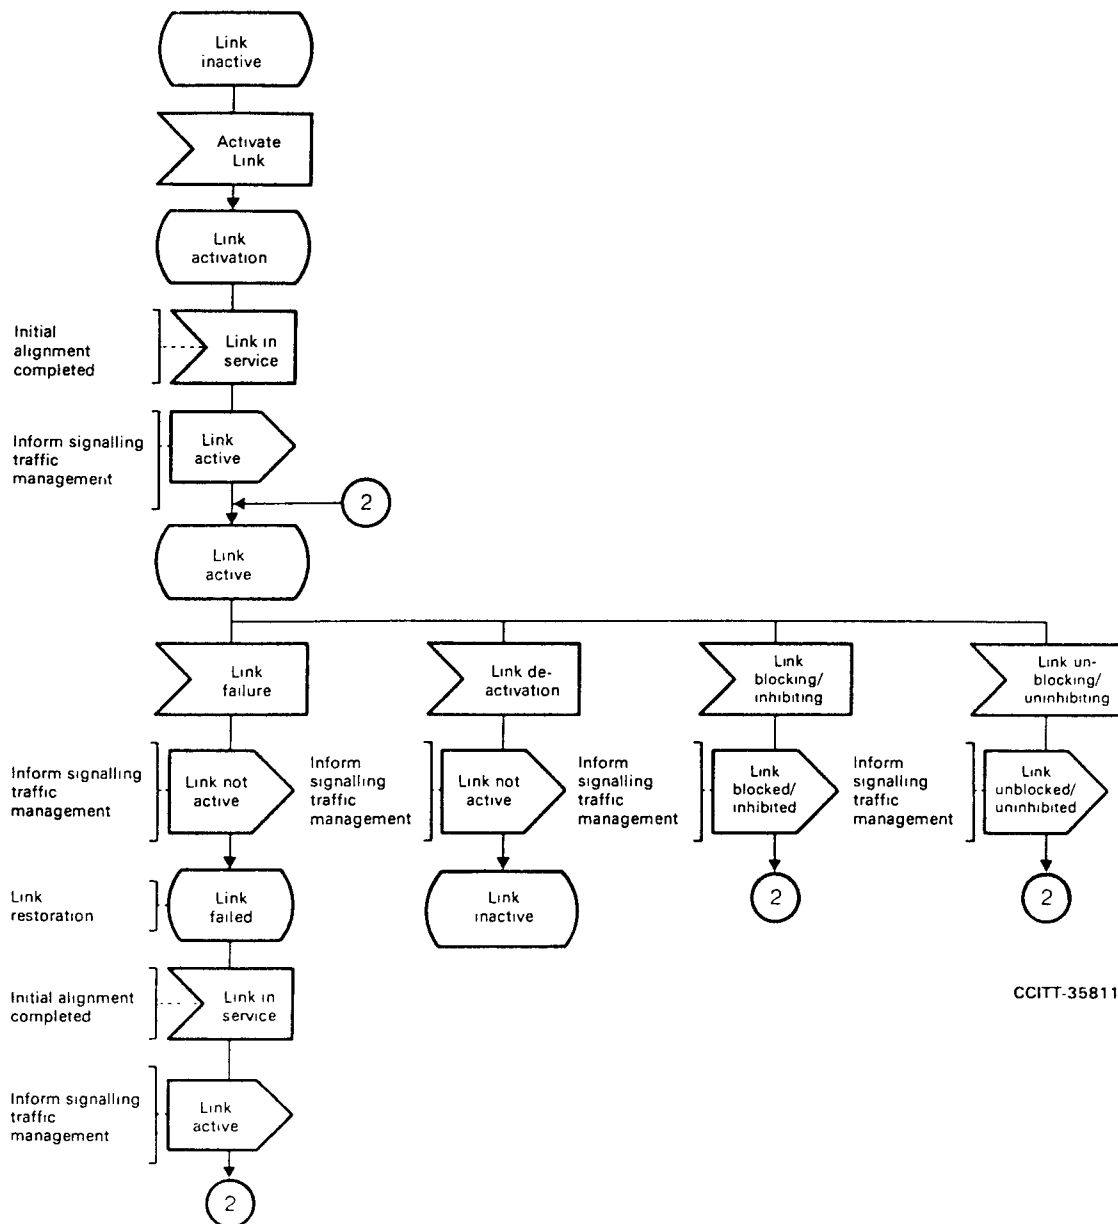 Link
inactive
Activate
Link
Link
activation
Initial
alignment
completed
Link in
service
Inform signalling
traffic
management
Link
active
2
Link
active
Link
failure
Link de-
activation
Link
blocking/
inhibiting
Link un-
blocking/
uninhibiting
Inform signalling
traffic
management
Link not
active
Inform
signalling
traffic
management
Link not
active
Inform
signalling
traffic
management
Link
blocked/
inhibited
Inform
signalling
traffic
management
Link
unblocked/
uninhibited
Link
restoration
Link
failed
Link
inactive
2
2
Initial alignment
completed
Link in
service
CCITT-35811
Inform signalling
traffic
management
Link
active
2